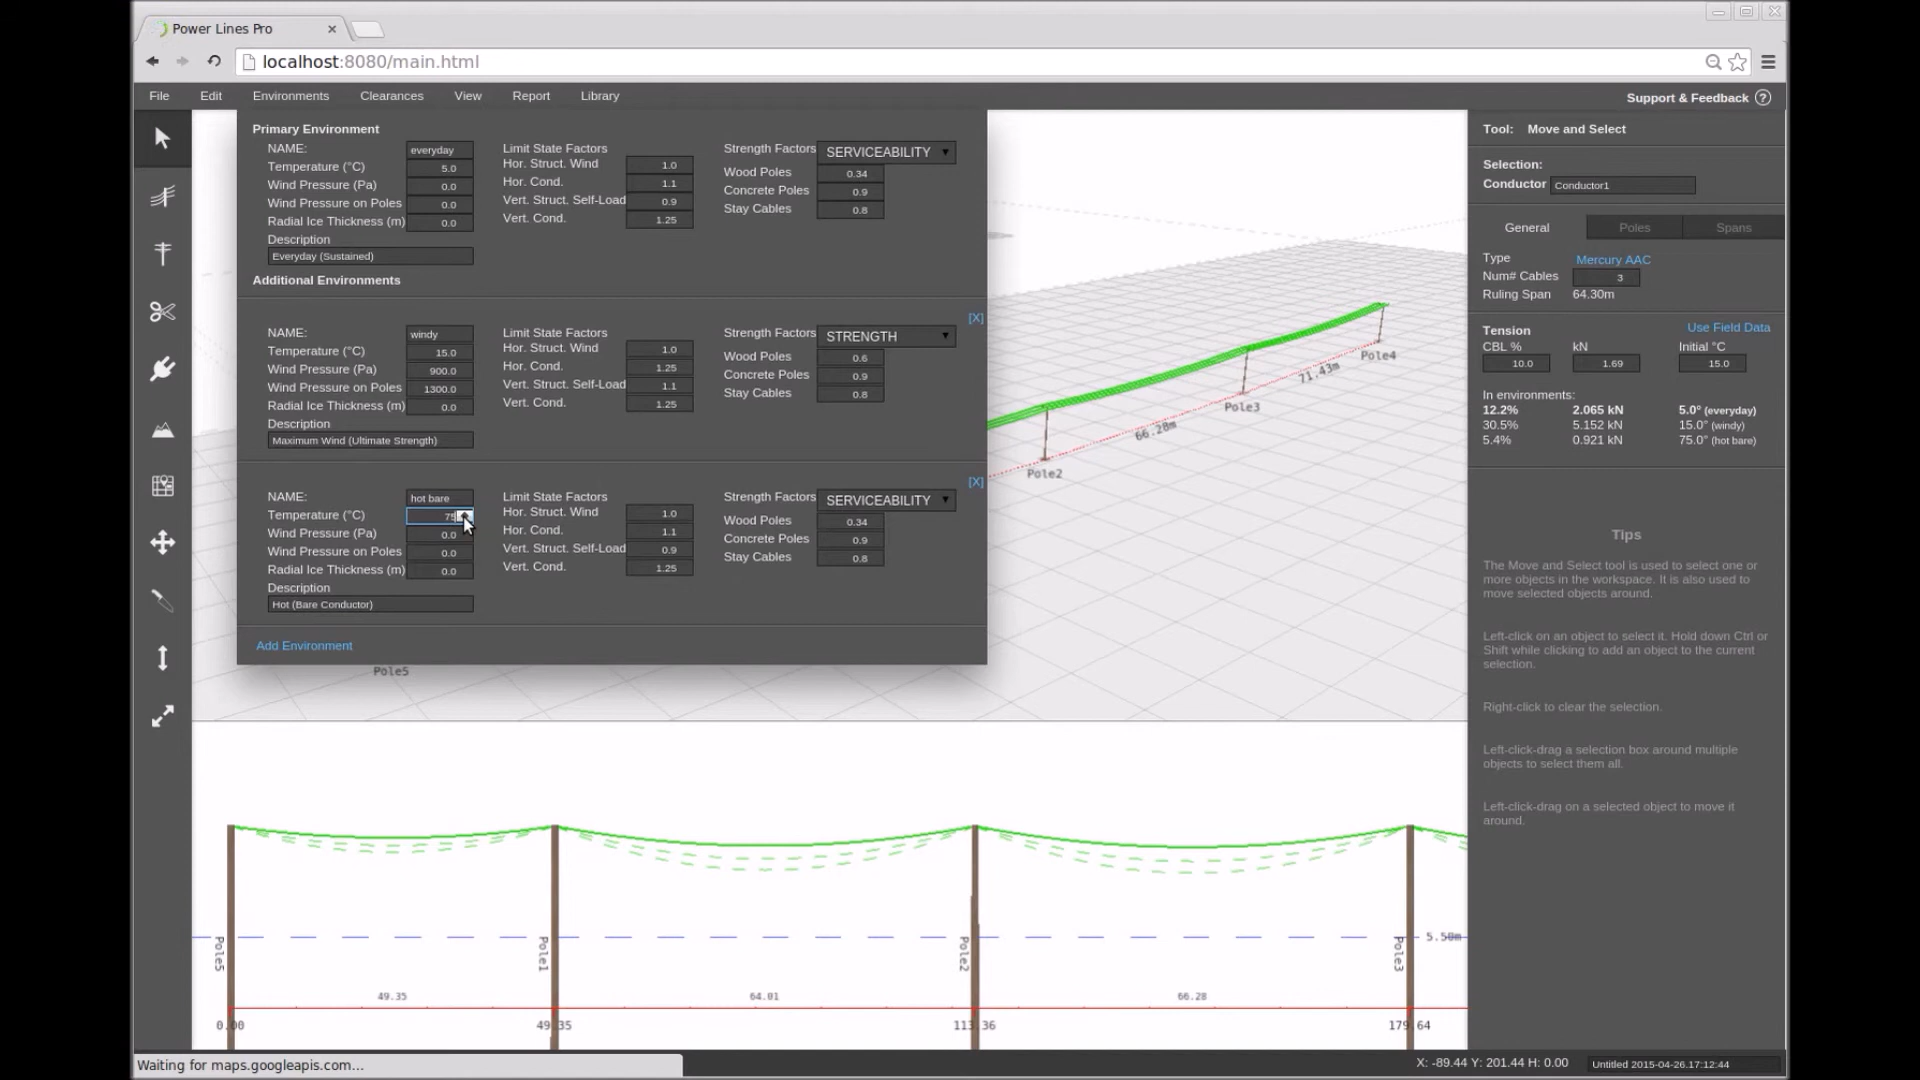 Power Lines Pro
localhost:8080/main.html
File Edit Environments Clearances View Report Library Support & Feedback ?
Primary Environment
NAME: everyday
Temperature (°C) 5.0
Wind Pressure (Pa) 0.0
Wind Pressure on Poles 0.0
Radial Ice Thickness (m) 0.0
Description
Everyday (Sustained)
Limit State Factors
Hor. Struct. Wind 1.0
Hor. Cond. 1.1
Vert. Struct. Self-Load 0.9
Vert. Cond. 1.25
Strength Factors SERVICEABILITY
Wood Poles 0.34
Concrete Poles 0.9
Stay Cables 0.8
Additional Environments
[X]
NAME: windy
Temperature (°C) 15.0
Wind Pressure (Pa) 900.0
Wind Pressure on Poles 1300.0
Radial Ice Thickness (m) 0.0
Description
Maximum Wind (Ultimate Strength)
Limit State Factors
Hor. Struct. Wind 1.0
Hor. Cond. 1.25
Vert. Struct. Self-Load 1.1
Vert. Cond. 1.25
Strength Factors STRENGTH
Wood Poles 0.6
Concrete Poles 0.9
Stay Cables 0.8
[X]
NAME: hot bare
Temperature (°C) 75
Wind Pressure (Pa) 0.0
Wind Pressure on Poles 0.0
Radial Ice Thickness (m) 0.0
Description
Hot (Bare Conductor)
Limit State Factors
Hor. Struct. Wind 1.0
Hor. Cond. 1.1
Vert. Struct. Self-Load 0.9
Vert. Cond. 1.25
Strength Factors SERVICEABILITY
Wood Poles 0.34
Concrete Poles 0.9
Stay Cables 0.8
Add Environment
Pole5
Pole4
71.43m
Pole3
66.28m
Pole2
Tool: Move and Select
Selection:
Conductor Conductor1
General Poles Spans
Type Mercury AAC
Num# Cables 3
Ruling Span 64.30m
Tension Use Field Data
CBL % kN Initial °C
10.0 1.69 15.0
In environments:
12.2% 2.065 kN 5.0° (everyday)
30.5% 5.152 kN 15.0° (windy)
5.4% 0.921 kN 75.0° (hot bare)
Tips
The Move and Select tool is used to select one or
more objects in the workspace. It is also used to
move selected objects around.
Left-click on an object to select it. Hold down Ctrl or
Shift while clicking to add an object to the current
selection.
Right-click to clear the selection.
Left-click-drag a selection box around multiple
objects to select them all.
Left-click-drag on a selected object to move it
around.
Pole5 Pole1 Pole2 Pole3 5.50m
49.35 64.01 66.28
0.00 49.35 113.36 179.64
Waiting for maps.googleapis.com...
X: -89.44 Y: 201.44 H: 0.00
Untitled 2015-04-26.17:12:44